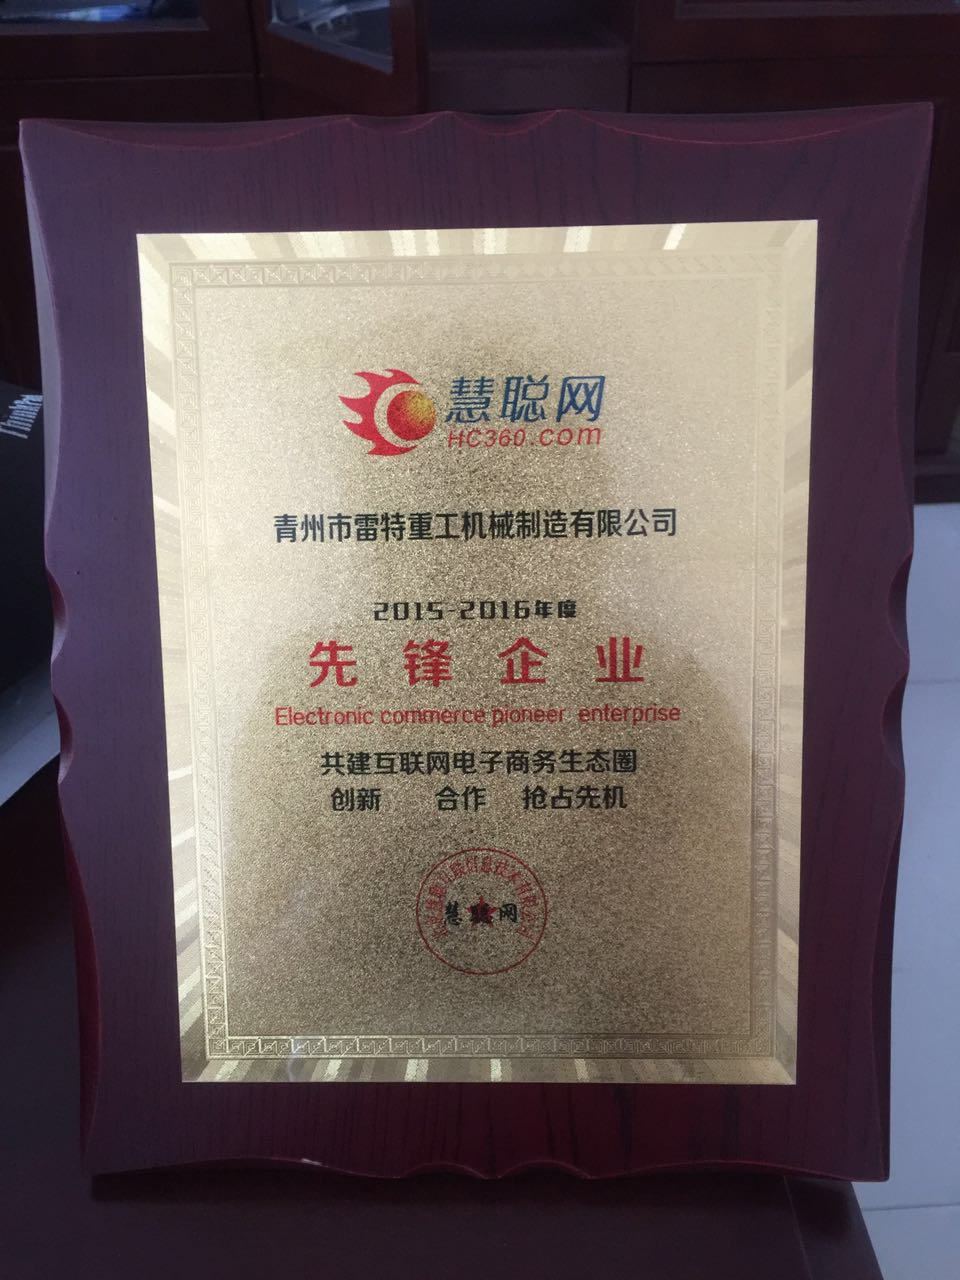 慧聪网
HC360.com
青州市雷特重工机械制造有限公司
2015-2016年度
先锋企业
Electronic commerce pioneer enterprise
共建互联网电子商务生态圈
创新 合作 抢占先机
慧聪网